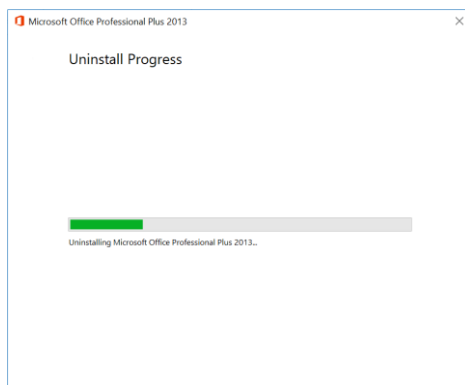 Microsoft Office Professional Plus 2013
Uninstall Progress
Uninstalling Microsoft Office Professional Plus 2013...